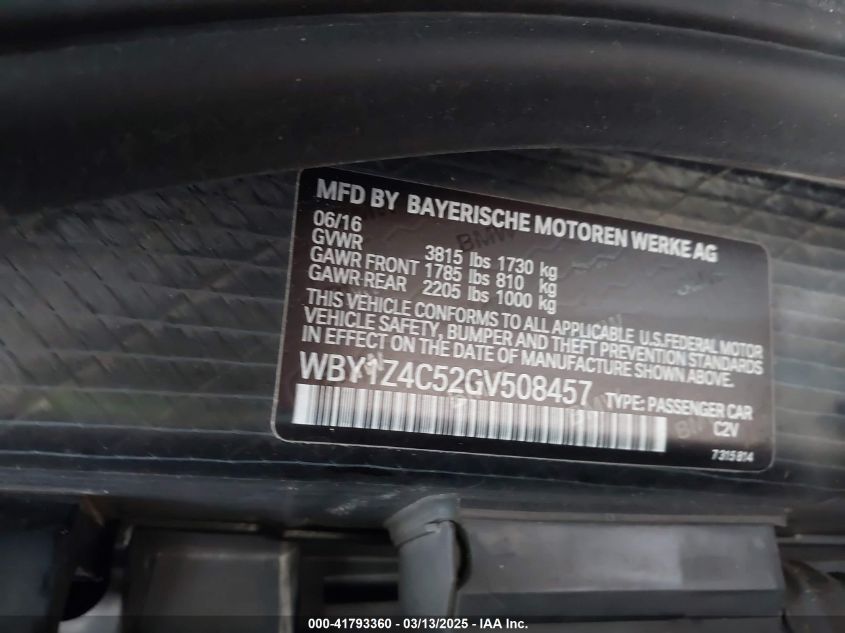 MFD BY BAYERISCHE MOTOREN WERKE AG
06/16
GVWR 3815 lbs 1730 kg
GAWR FRONT 1785 lbs 810 kg
GAWR REAR 2205 lbs 1000 kg
THIS VEHICLE CONFORMS TO ALL APPLICABLE U.S.FEDERAL MOTOR
VEHICLE SAFETY, BUMPER AND THEFT PREVENTION STANDARDS
IN EFFECT ON THE DATE OF MANUFACTURE SHOWN ABOVE.
WBY1Z4C52GV508457 TYPE: PASSENGER CAR
C2V
7315814
000-41793360 - 03/13/2025 - IAAI Inc.